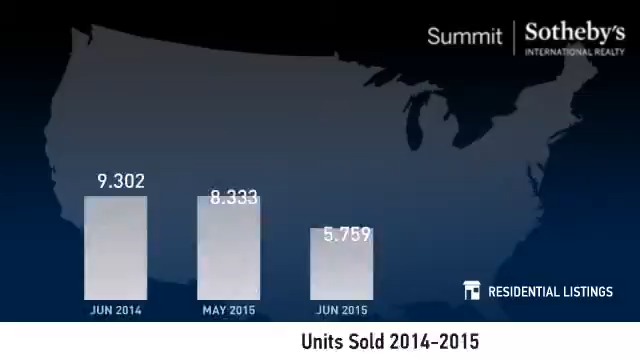 Summit | Sotheby's
INTERNATIONAL REALTY
9.302
8.333
5.759
JUN 2014
MAY 2015
JUN 2015
RESIDENTIAL LISTINGS
Units Sold 2014-2015